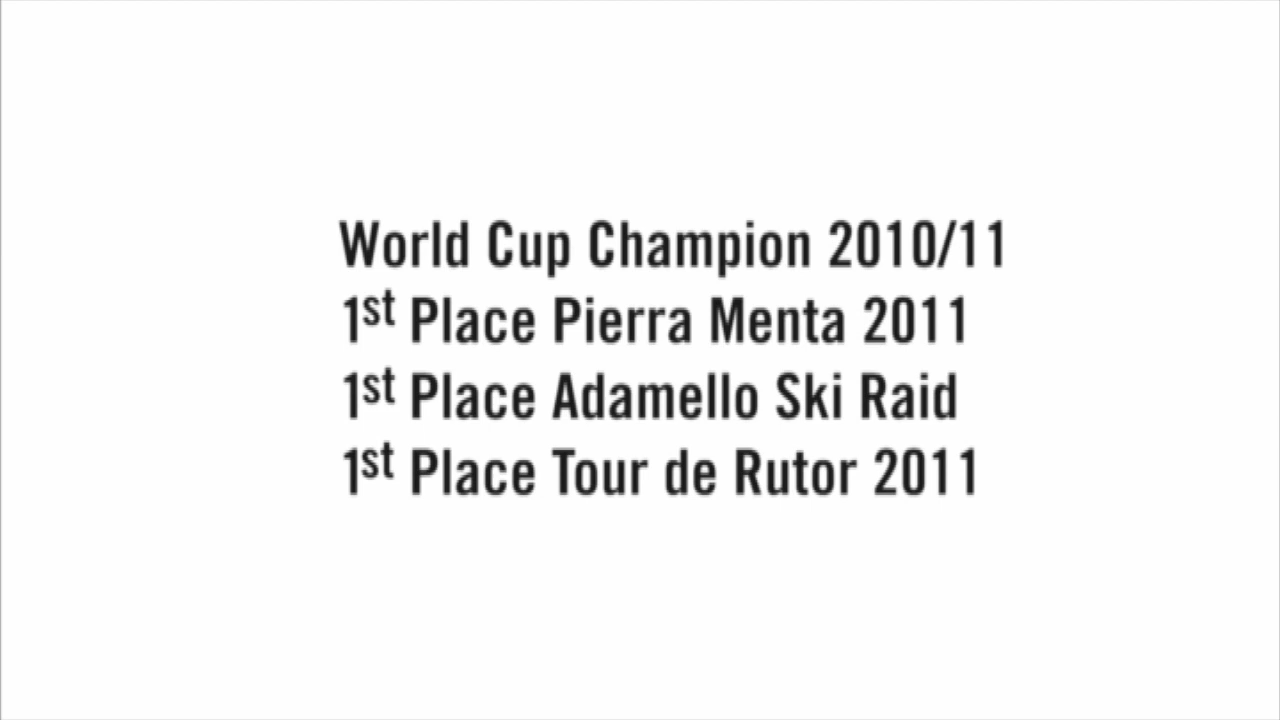 World Cup Champion 2010/11
1st Place Pierra Menta 2011
1st Place Adamello Ski Raid
1st Place Tour de Rutor 2011